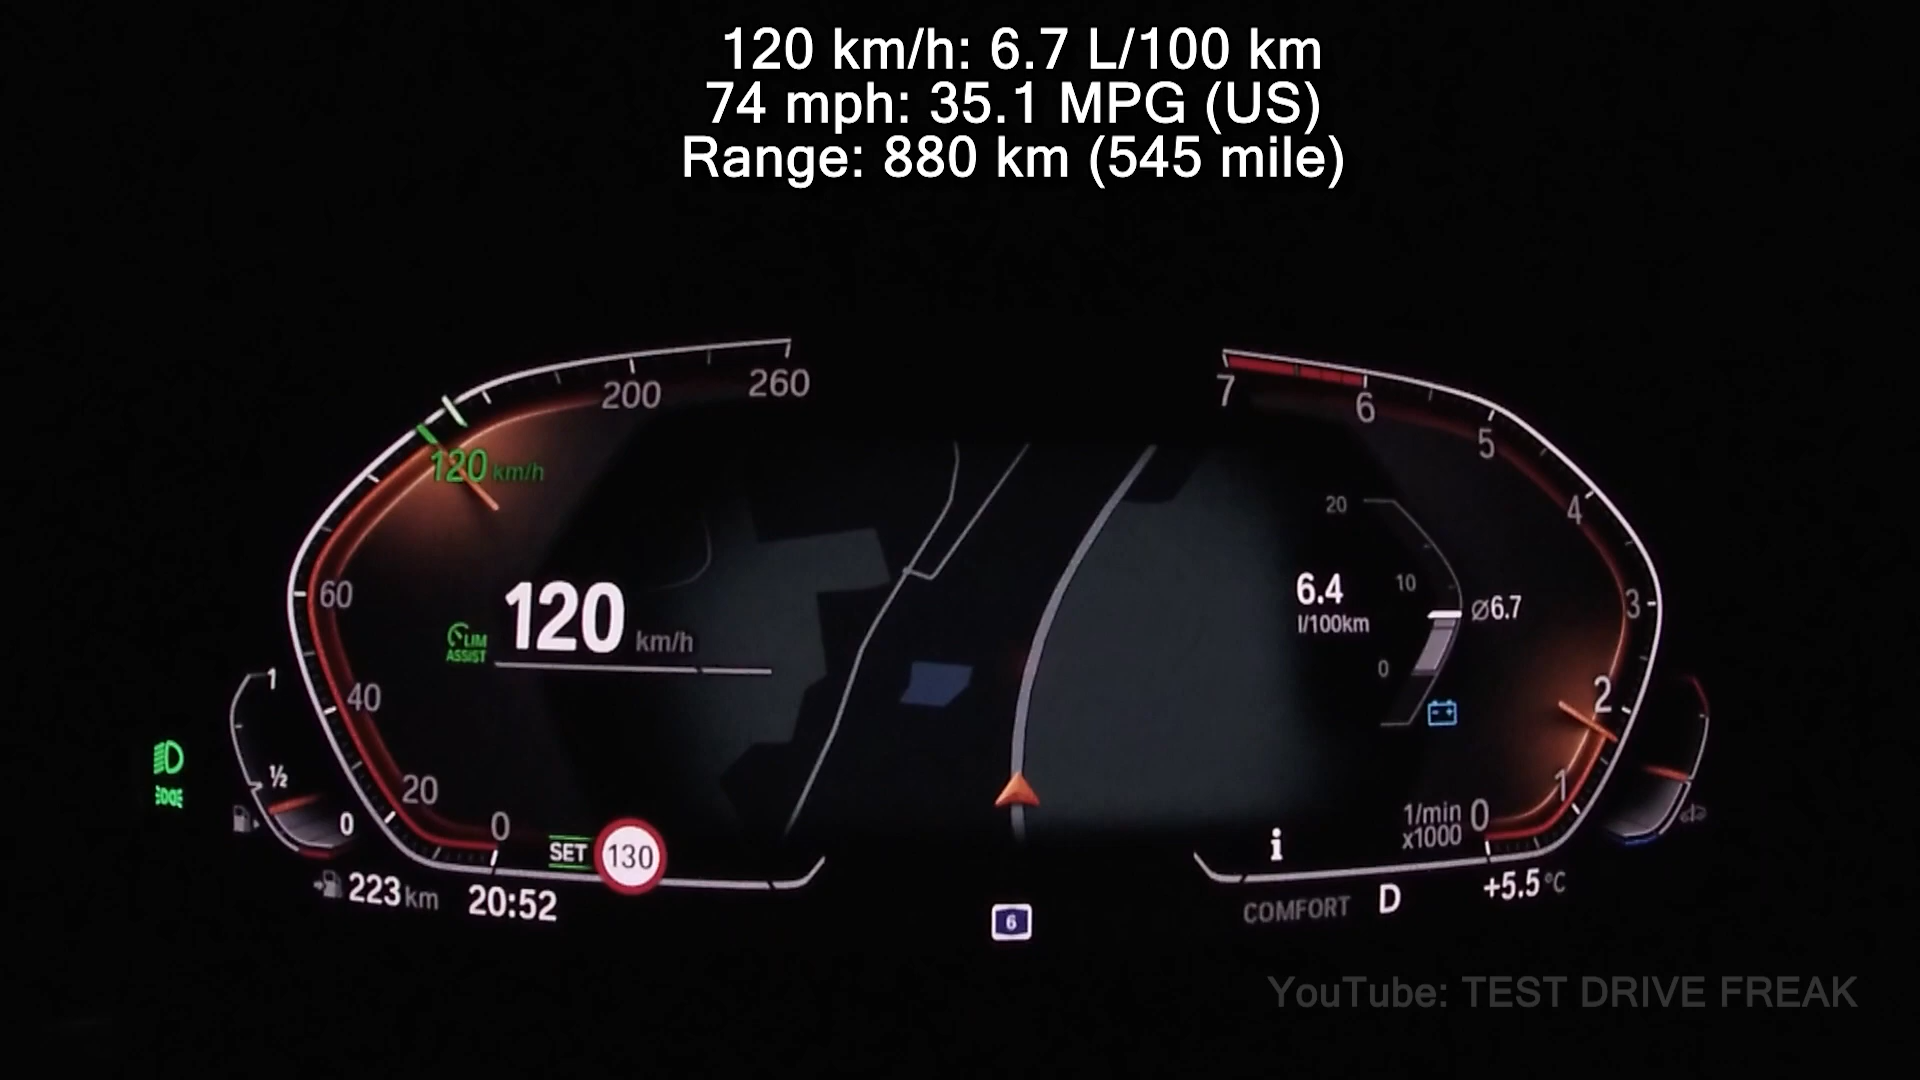 120 km/h: 6.7 L/100 km
74 mph: 35.1 MPG (US)
Range: 880 km (545 mile)
260
200
120 km/h
60
40
20
0
120 km/h
LIM
ASSIST
1
½
0
SET
130
223 km
20:52
6
7
6
5
4
3
2
1
0
20
10
0
6.4
l/100km
Ø6.7
1/min
x1000
i
COMFORT
D
+5.5°C
YouTube: TEST DRIVE FREAK